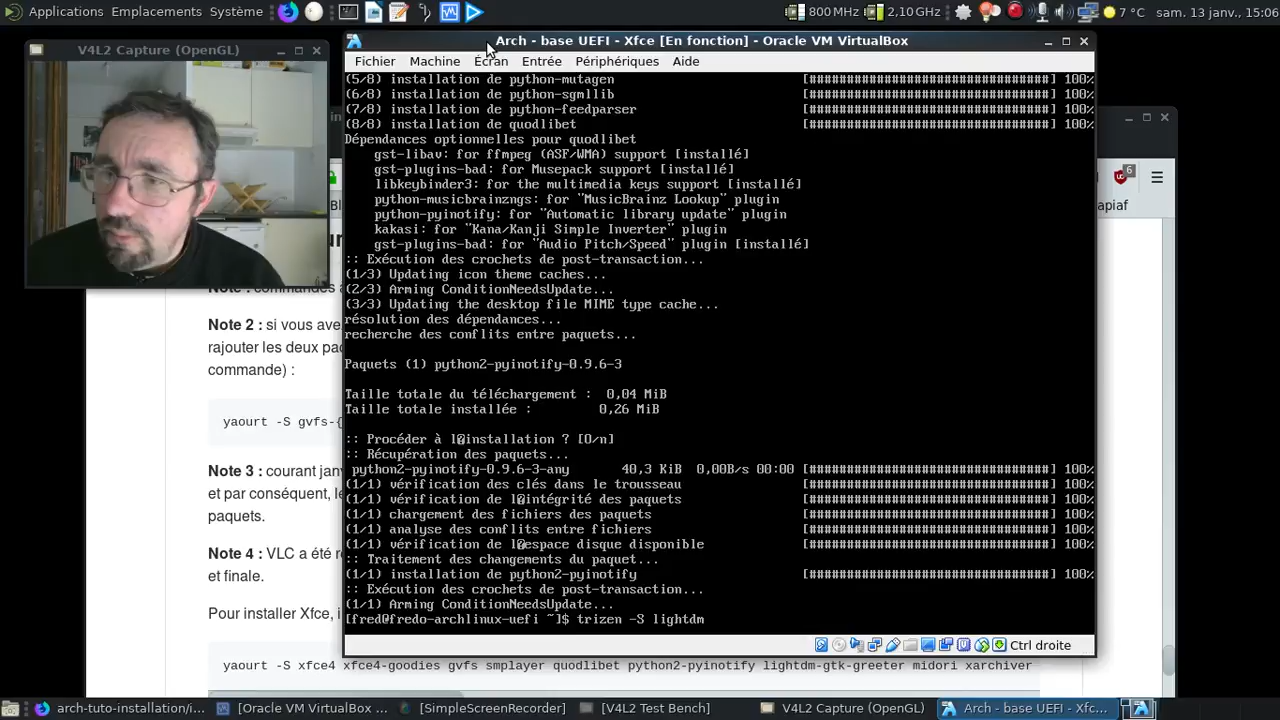 Applications Emplacements Système
800 MHz
2,10 GHz
7 °C
sam. 13 janv., 15:06
V4L2 Capture (OpenGL)
Arch - base UEFI - Xfce [En fonction] - Oracle VM VirtualBox
Fichier Machine Écran Entrée Périphériques Aide
(5/8) installation de python-mutagen [######################################] 100%
(6/8) installation de python-sgmllib [######################################] 100%
(7/8) installation de python-feedparser [######################################] 100%
(8/8) installation de quodlibet [######################################] 100%
Dépendances optionnelles pour quodlibet
gst-libav: for ffmpeg (ASF/WMA) support [installé]
gst-plugins-bad: for Musepack support [installé]
libkeybinder3: for the multimedia keys support [installé]
python-musicbrainzngs: for "MusicBrainz Lookup" plugin
python-pyinotify: for "Automatic library update" plugin
kakasi: for "Kana/Kanji Simple Inverter" plugin
gst-plugins-bad: for "Audio Pitch/Speed" plugin [installé]
:: Exécution des crochets de post-transaction...
(1/3) Updating icon theme caches...
(2/3) Arming ConditionNeedsUpdate...
(3/3) Updating the desktop file MIME type cache...
résolution des dépendances...
recherche des conflits entre paquets...
Paquets (1) python2-pyinotify-0.9.6-3
Taille totale du téléchargement : 0,04 MiB
Taille totale installée : 0,26 MiB
:: Procéder à l�installation ? [O/n]
:: Récupération des paquets...
python2-pyinotify-0.9.6-3-any 40,3 KiB 0,00B/s 00:00 [######################################] 100%
(1/1) vérification des clés dans le trousseau [######################################] 100%
(1/1) vérification de l�intégrité des paquets [######################################] 100%
(1/1) chargement des fichiers des paquets [######################################] 100%
(1/1) analyse des conflits entre fichiers [######################################] 100%
(1/1) vérification de l�espace disque disponible [######################################] 100%
:: Traitement des changements du paquet...
(1/1) installation de python2-pyinotify [######################################] 100%
:: Exécution des crochets de post-transaction...
(1/1) Arming ConditionNeedsUpdate...
[fred@fredo-archlinux-uefi ~]$ trizen -S lightdm
Ctrl droite
6
apiaf
Note : commandes à
Note 2 : si vous ave
rajouter les deux pa
commande) :
yaourt -S gvfs-{
Note 3 : courant janv
et par conséquent, le
paquets.
Note 4 : VLC a été r
et finale.
Pour installer Xfce, i
yaourt -S xfce4 xfce4-goodies gvfs smplayer quodlibet python2-pyinotify lightdm-gtk-greeter midori xarchiver
arch-tuto-installation/i...
[Oracle VM VirtualBox ...
[SimpleScreenRecorder]
[V4L2 Test Bench]
V4L2 Capture (OpenGL)
Arch - base UEFI - Xfc...